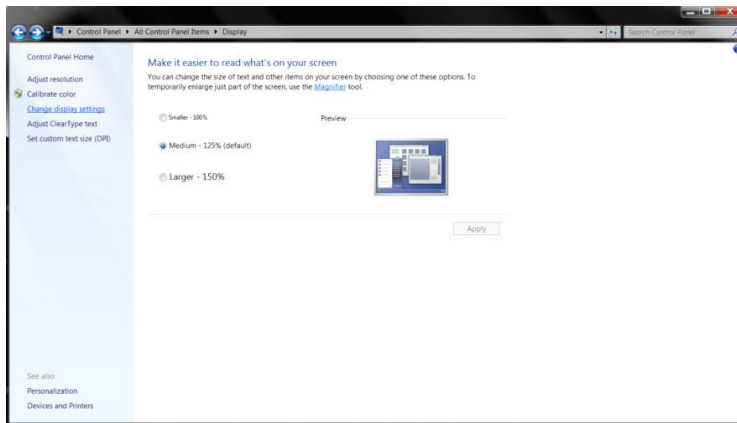 Control Panel ▸ All Control Panel Items ▸ Display
Search Control Panel
Control Panel Home
Adjust resolution
Calibrate color
Change display settings
Adjust ClearType text
Set custom text size (DPI)
See also
Personalization
Devices and Printers
Make it easier to read what's on your screen
You can change the size of text and other items on your screen by choosing one of these options. To
temporarily enlarge just part of the screen, use the Magnifier tool.
Smaller - 100%
Preview
Medium - 125% (default)
Larger - 150%
Apply